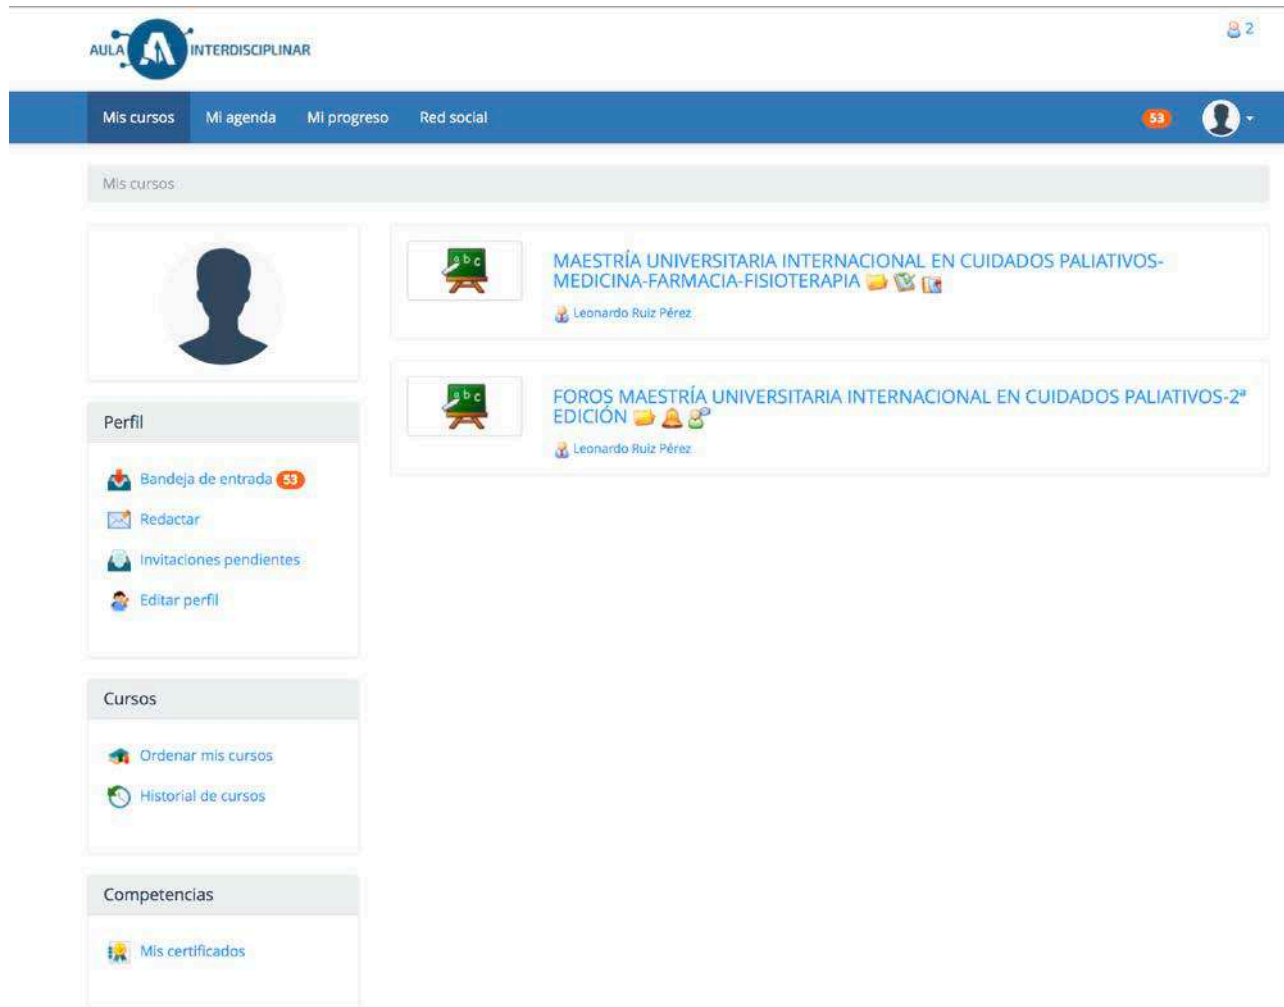 AULA INTERDISCIPLINAR
2
Mis cursos Mi agenda Mi progreso Red social 53
Mis cursos
MAESTRÍA UNIVERSITARIA INTERNACIONAL EN CUIDADOS PALIATIVOS-
MEDICINA-FARMACIA-FISIOTERAPIA
Leonardo Ruiz Pérez
FOROS MAESTRÍA UNIVERSITARIA INTERNACIONAL EN CUIDADOS PALIATIVOS-2ª
EDICIÓN
Leonardo Ruiz Pérez
Perfil
Bandeja de entrada 53
Redactar
Invitaciones pendientes
Editar perfil
Cursos
Ordenar mis cursos
Historial de cursos
Competencias
Mis certificados